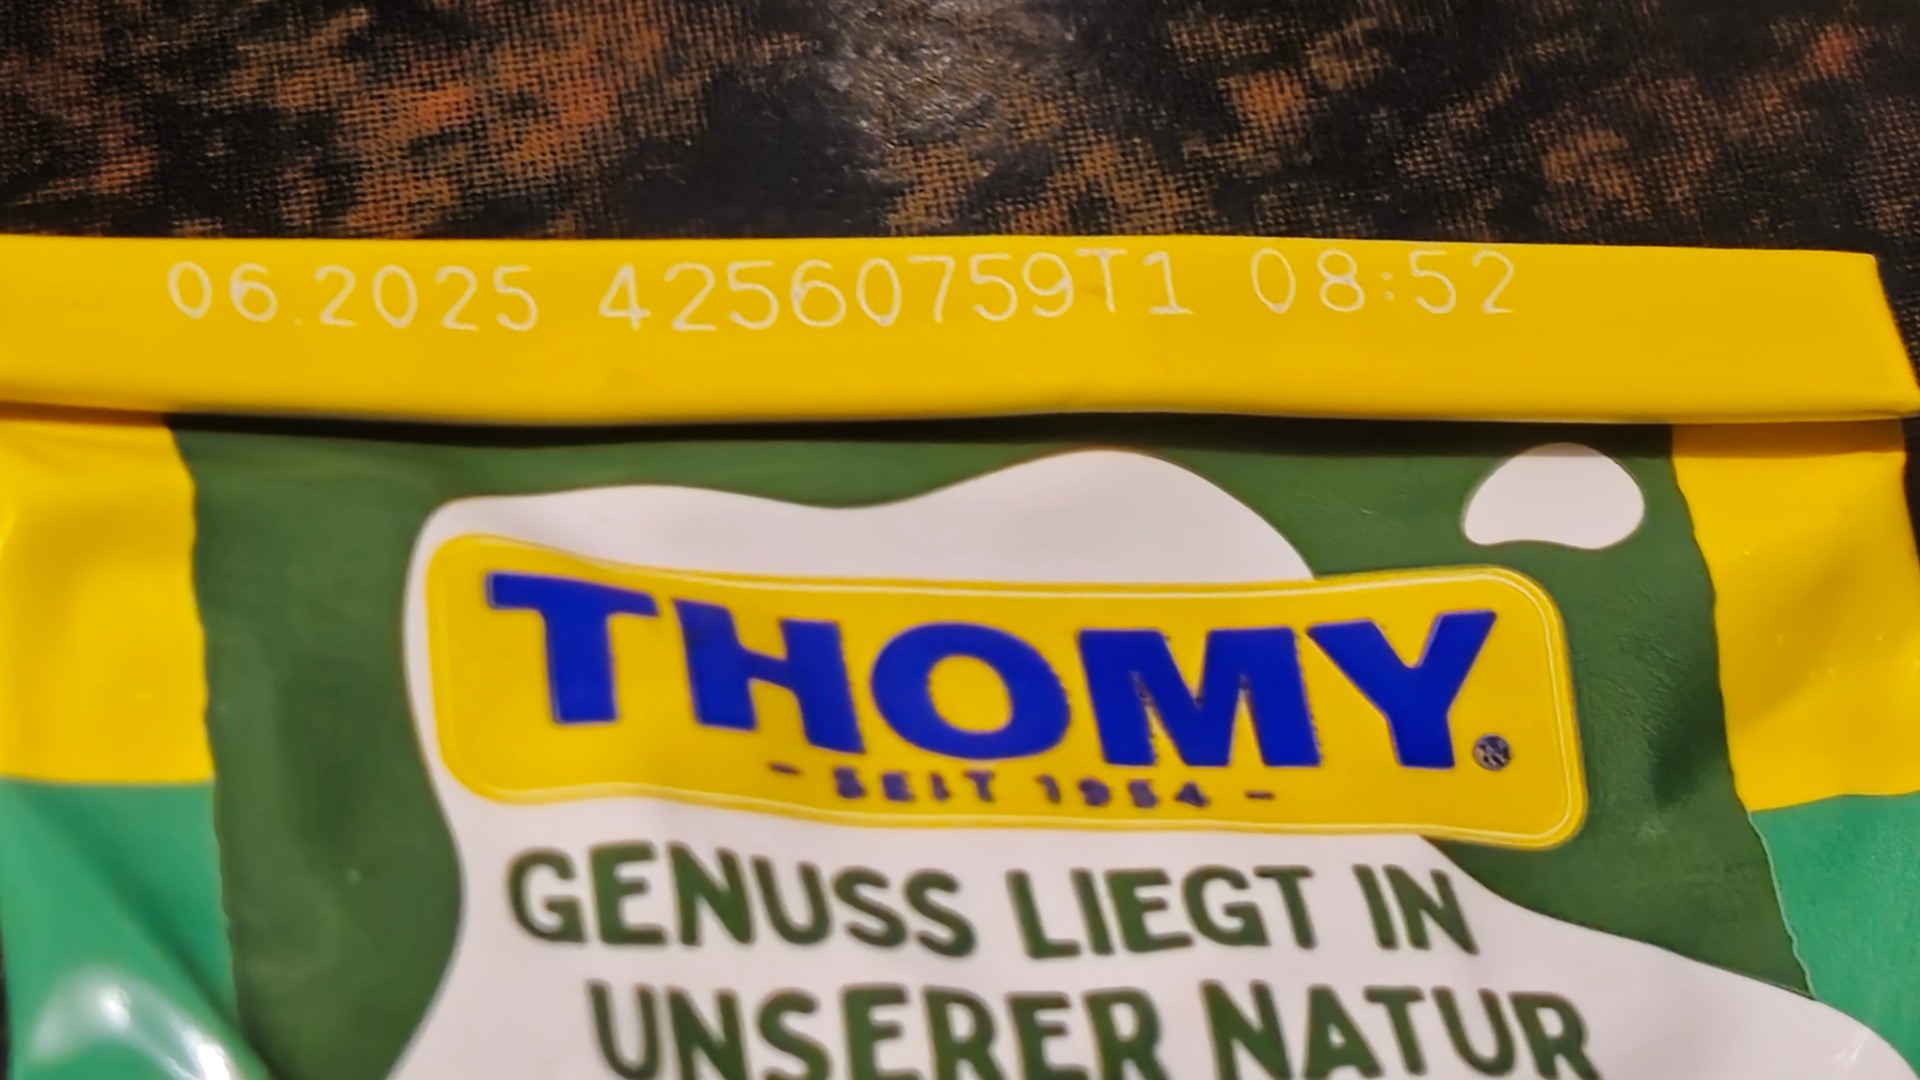 06.2025 42560759T1 08:52
THOMY®
- SEIT 1954 -
GENUSS LIEGT IN
UNSERER NATUR